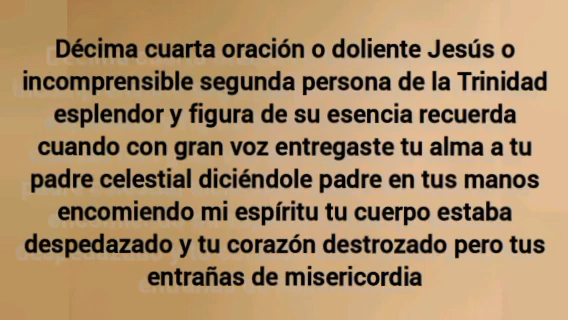 Décima cuarta oración o doliente Jesús o
incomprensible segunda persona de la Trinidad
esplendor y figura de su esencia recuerda
cuando con gran voz entregaste tu alma a tu
padre celestial diciéndole padre en tus manos
encomiendo mi espíritu tu cuerpo estaba
despedazado y tu corazón destrozado pero tus
entrañas de misericordia